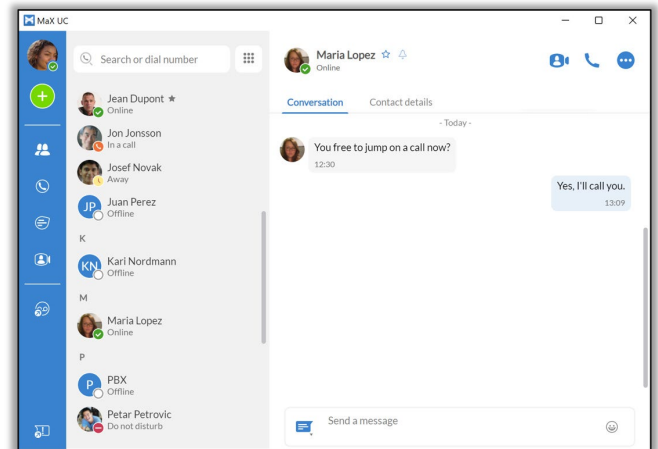 MaX UC
Search or dial number
Jean Dupont ★
Online
Jon Jonsson
In a call
Josef Novak
Away
JP
Juan Perez
Offline
K
KN
Kari Nordmann
Offline
M
Maria Lopez
Online
P
P
PBX
Offline
Petar Petrovic
Do not disturb
Maria Lopez
Online
Conversation Contact details
- Today -
You free to jump on a call now?
12:30
Yes, I'll call you.
13:09
Send a message